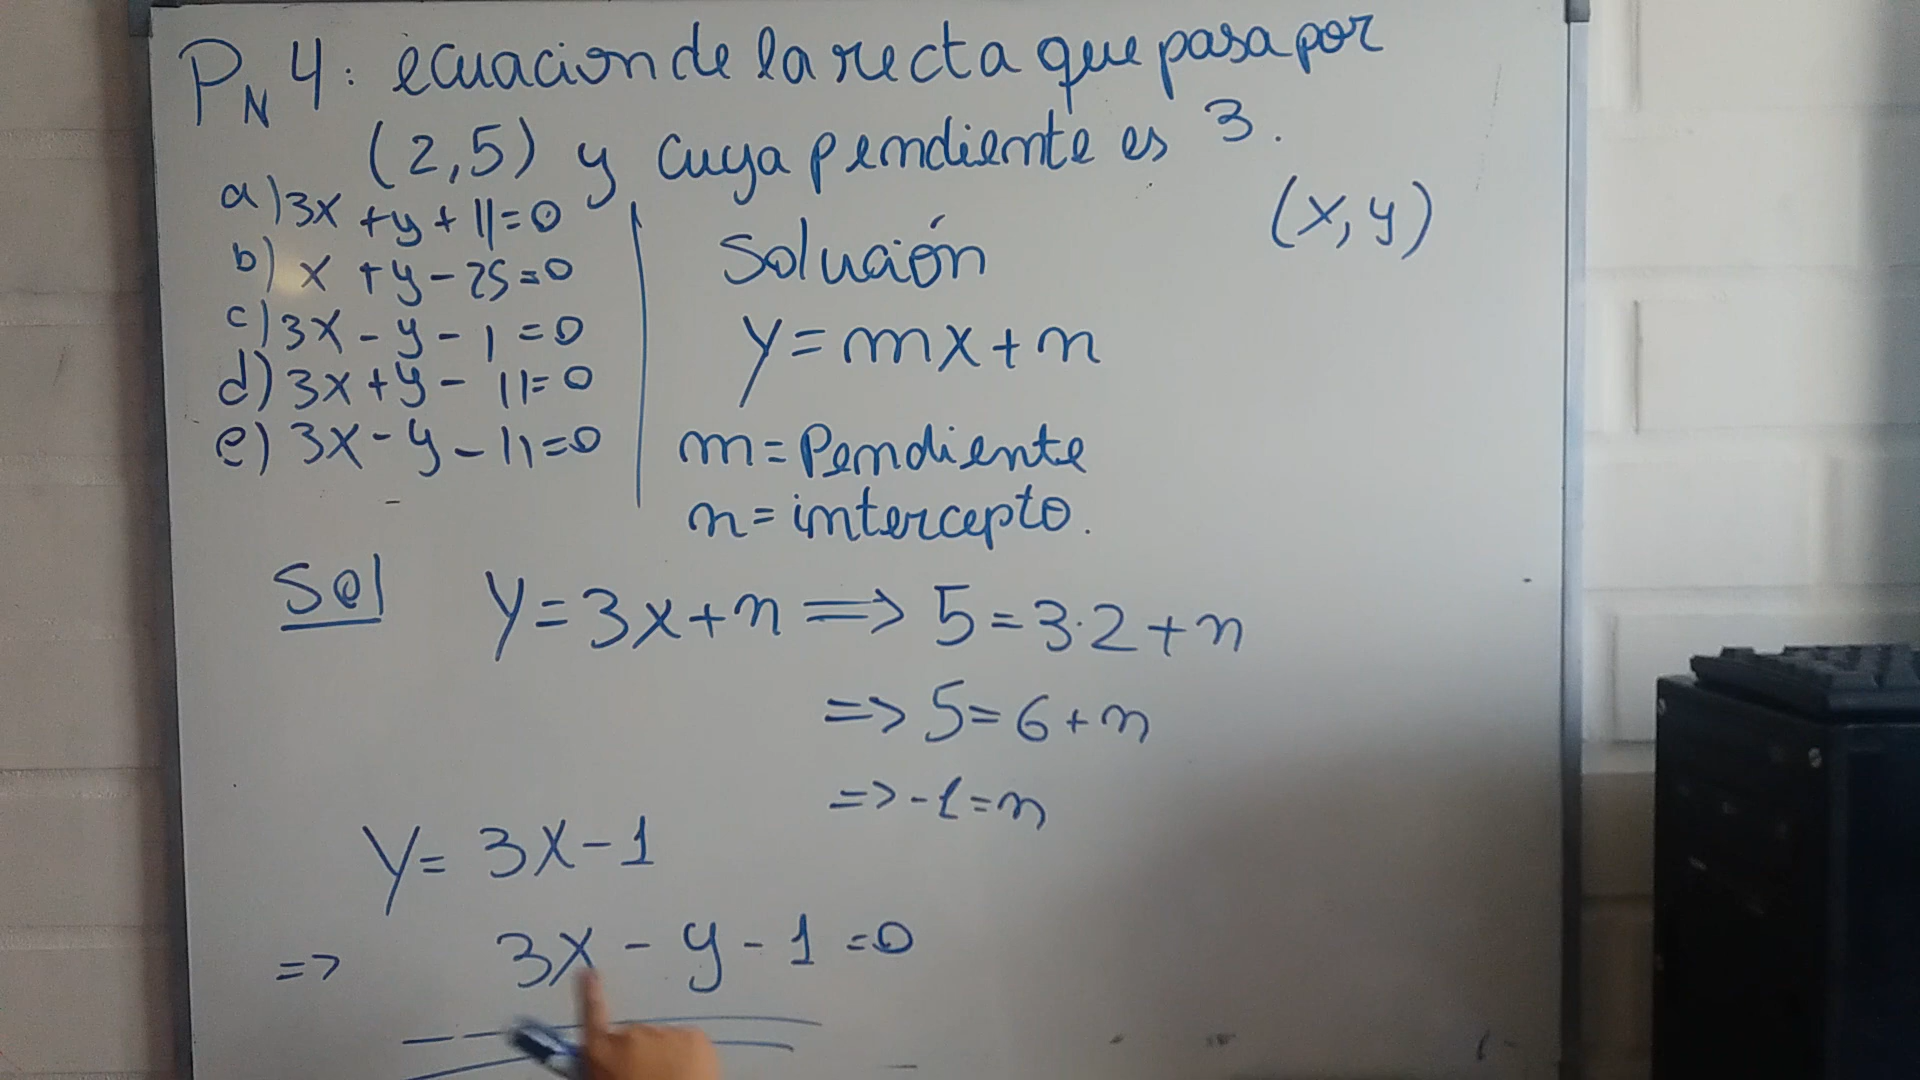 PN 4: ecuacion de la recta que pasa por
(2,5) y cuya pendiente es 3.
a) 3x + y + 11 = 0
b) x + y - 25 = 0
c) 3x - y - 1 = 0
d) 3x + y - 11 = 0
e) 3x - y - 11 = 0
Solución
(x, y)
y = mx + n
m = Pendiente
n = intercepto.
Sol
y = 3x + n => 5 = 3·2 + n
=> 5 = 6 + n
=> -1 = n
y = 3x - 1
=> 3x - y - 1 = 0